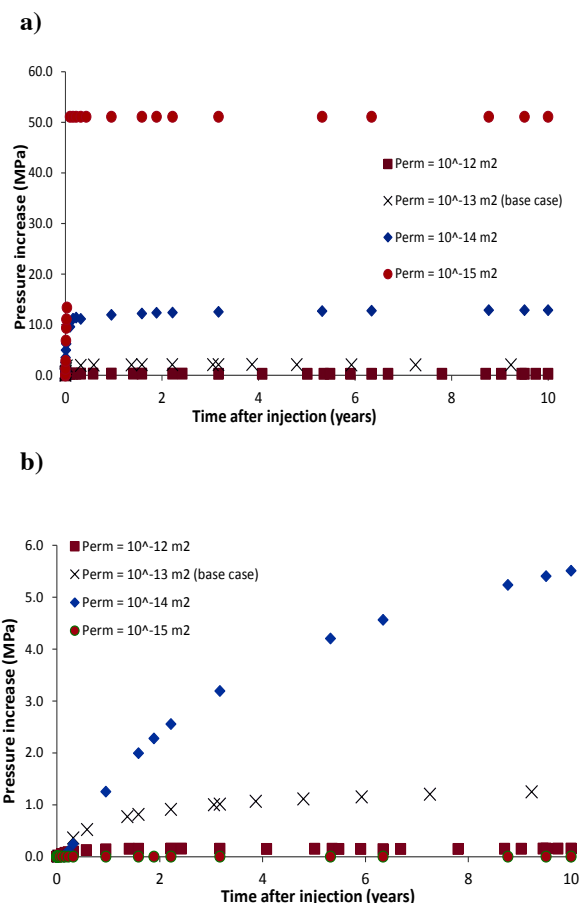 a)
60.0
50.0
40.0
30.0
20.0
10.0
0.0
Pressure increase (MPa)
Perm = 10^-12 m2
Perm = 10^-13 m2 (base case)
Perm = 10^-14 m2
Perm = 10^-15 m2
0 2 4 6 8 10
Time after injection (years)
b)
6.0
5.0
4.0
3.0
2.0
1.0
0.0
Pressure increase (MPa)
Perm = 10^-12 m2
Perm = 10^-13 m2 (base case)
Perm = 10^-14 m2
Perm = 10^-15 m2
0 2 4 6 8 10
Time after injection (years)